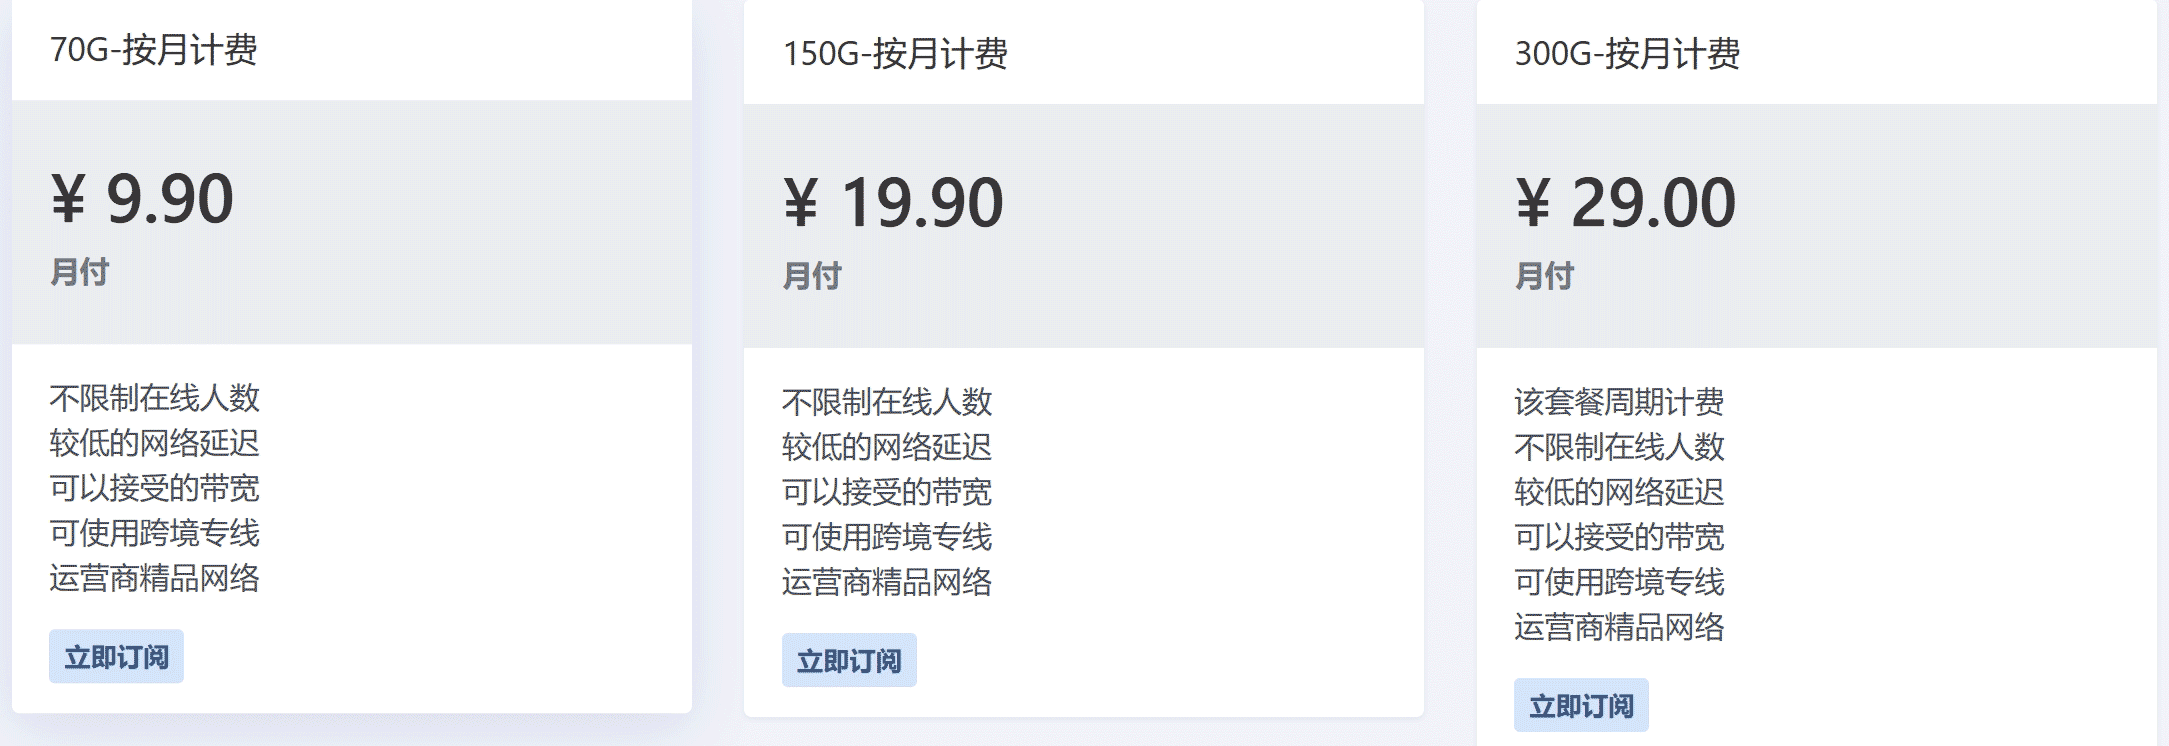 70G-按月计费
¥ 9.90
月付
不限制在线人数
较低的网络延迟
可以接受的带宽
可使用跨境专线
运营商精品网络
立即订阅
150G-按月计费
¥ 19.90
月付
不限制在线人数
较低的网络延迟
可以接受的带宽
可使用跨境专线
运营商精品网络
立即订阅
300G-按月计费
¥ 29.00
月付
该套餐周期计费
不限制在线人数
较低的网络延迟
可以接受的带宽
可使用跨境专线
运营商精品网络
立即订阅